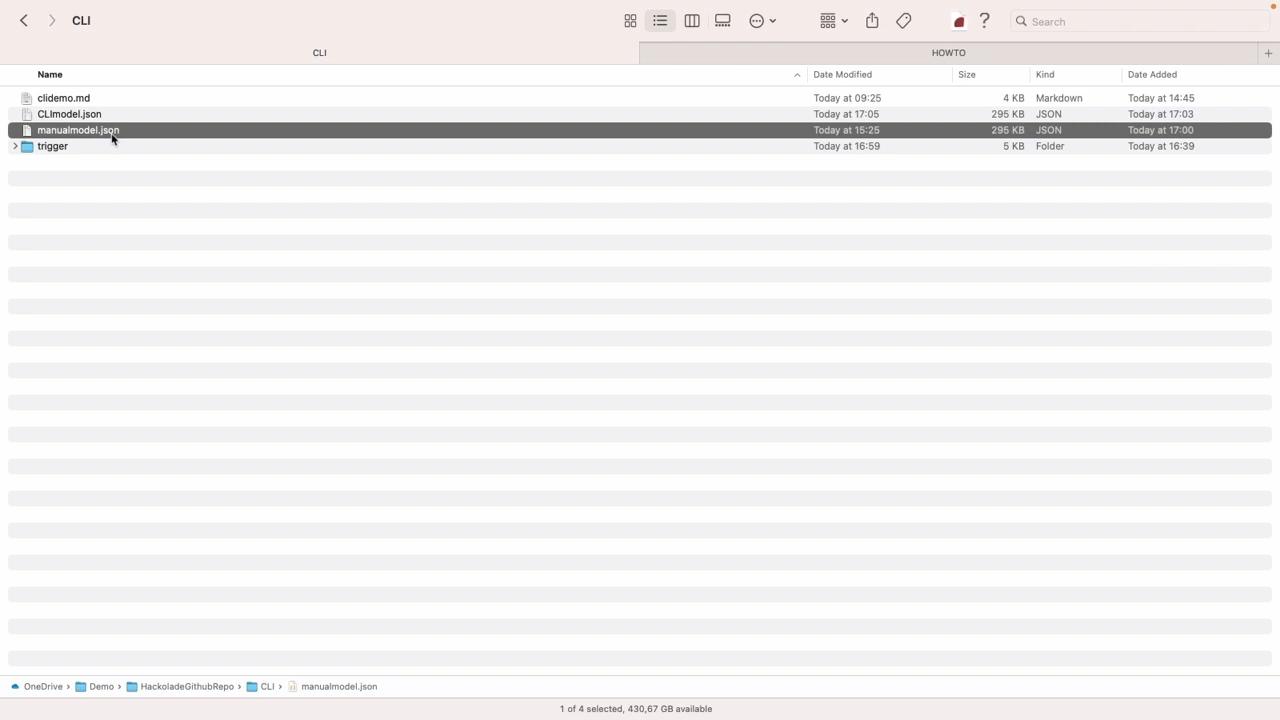 CLI
Search
CLI HOWTO
Name Date Modified Size Kind Date Added
clidemo.md Today at 09:25 4 KB Markdown Today at 14:45
CLImodel.json Today at 17:05 295 KB JSON Today at 17:03
manualmodel.json Today at 15:25 295 KB JSON Today at 17:00
trigger Today at 16:59 5 KB Folder Today at 16:39
OneDrive › Demo › HackoladeGithubRepo › CLI › manualmodel.json
1 of 4 selected, 430,67 GB available